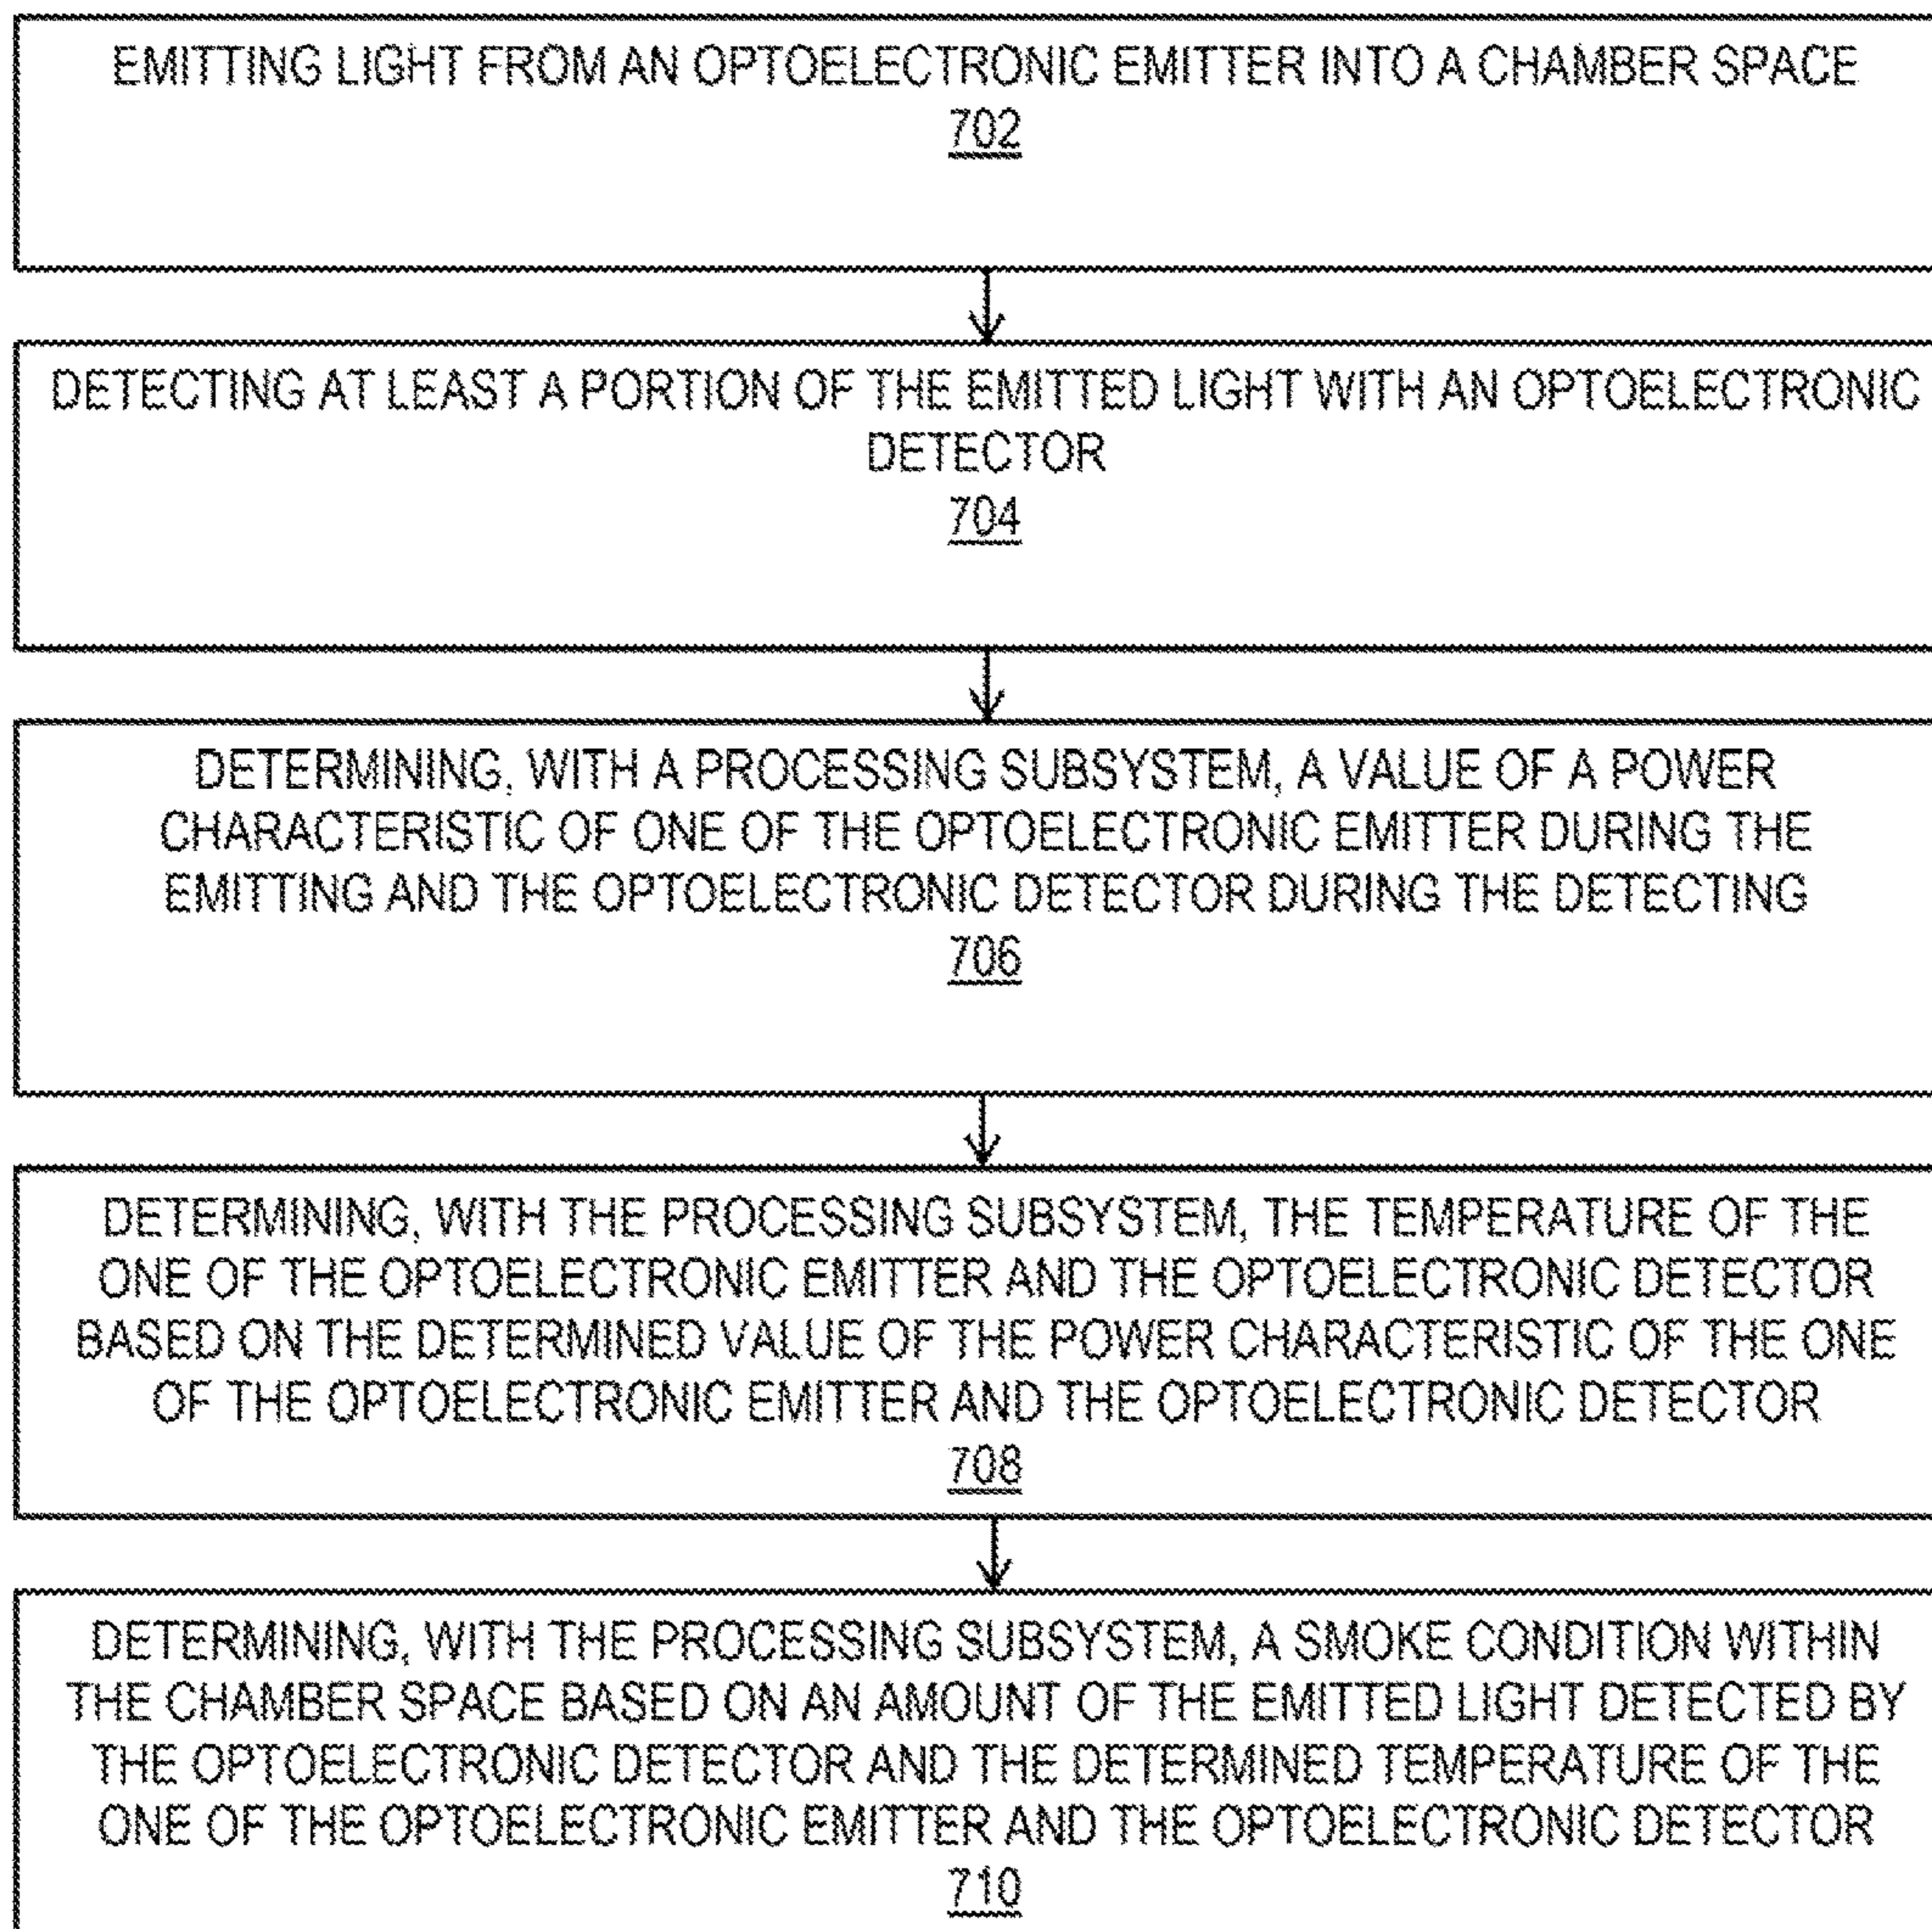 EMITTING LIGHT FROM AN OPTOELECTRONIC EMITTER INTO A CHAMBER SPACE
702
DETECTING AT LEAST A PORTION OF THE EMITTED LIGHT WITH AN OPTOELECTRONIC
DETECTOR
704
DETERMINING, WITH A PROCESSING SUBSYSTEM, A VALUE OF A POWER
CHARACTERISTIC OF ONE OF THE OPTOELECTRONIC EMITTER DURING THE
EMITTING AND THE OPTOELECTRONIC DETECTOR DURING THE DETECTING
706
DETERMINING, WITH THE PROCESSING SUBSYSTEM, THE TEMPERATURE OF THE
ONE OF THE OPTOELECTRONIC EMITTER AND THE OPTOELECTRONIC DETECTOR
BASED ON THE DETERMINED VALUE OF THE POWER CHARACTERISTIC OF THE ONE
OF THE OPTOELECTRONIC EMITTER AND THE OPTOELECTRONIC DETECTOR
708
DETERMINING, WITH THE PROCESSING SUBSYSTEM, A SMOKE CONDITION WITHIN
THE CHAMBER SPACE BASED ON AN AMOUNT OF THE EMITTED LIGHT DETECTED BY
THE OPTOELECTRONIC DETECTOR AND THE DETERMINED TEMPERATURE OF THE
ONE OF THE OPTOELECTRONIC EMITTER AND THE OPTOELECTRONIC DETECTOR
710